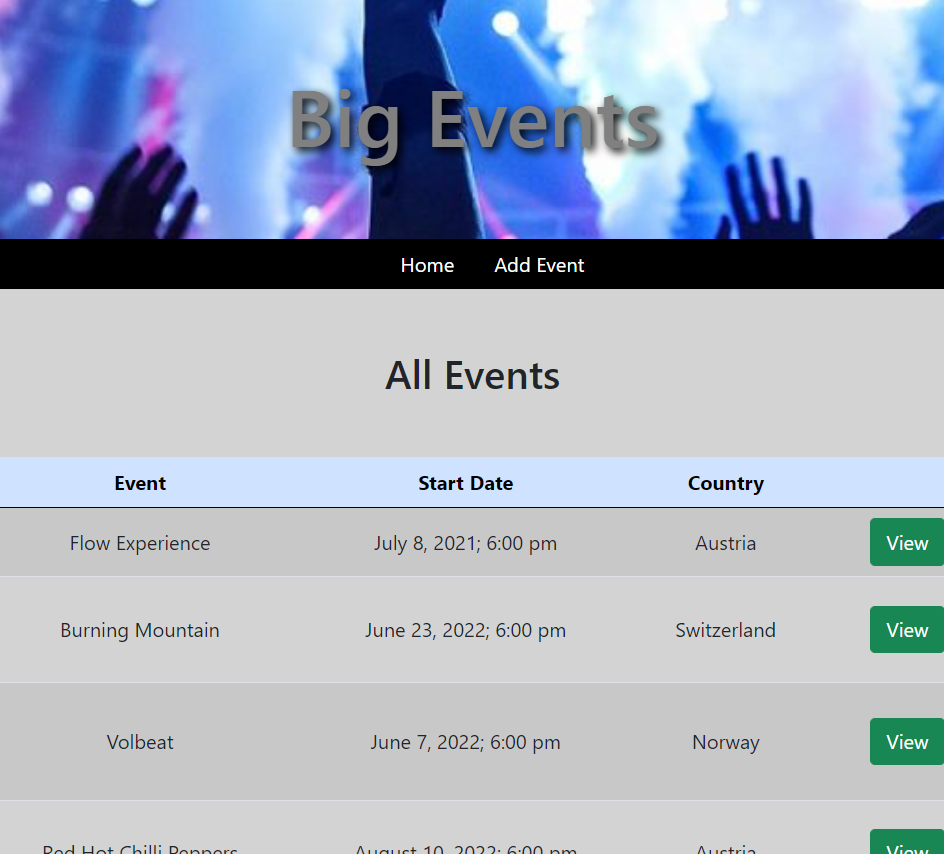 Big Events
Home Add Event
All Events
Event Start Date Country
Flow Experience July 8, 2021; 6:00 pm Austria View
Burning Mountain June 23, 2022; 6:00 pm Switzerland View
Volbeat June 7, 2022; 6:00 pm Norway View
Red Hot Chilli Peppers August 10, 2022; 6:00 pm Austria View